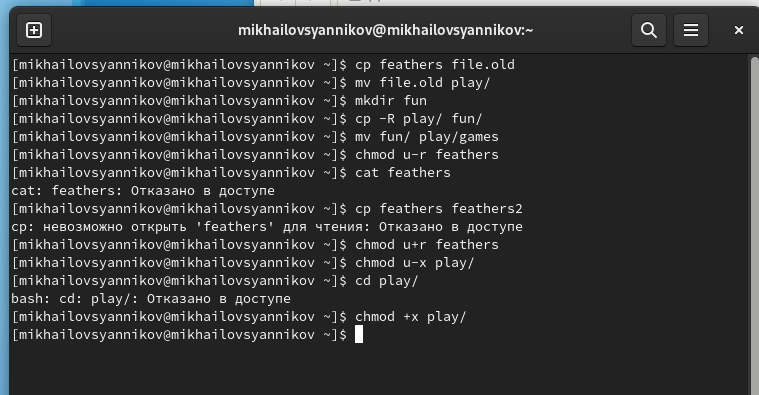 mikhailovsyannikov@mikhailovsyannikov:~
[mikhailovsyannikov@mikhailovsyannikov ~]$ cp feathers file.old
[mikhailovsyannikov@mikhailovsyannikov ~]$ mv file.old play/
[mikhailovsyannikov@mikhailovsyannikov ~]$ mkdir fun
[mikhailovsyannikov@mikhailovsyannikov ~]$ cp -R play/ fun/
[mikhailovsyannikov@mikhailovsyannikov ~]$ mv fun/ play/games
[mikhailovsyannikov@mikhailovsyannikov ~]$ chmod u-r feathers
[mikhailovsyannikov@mikhailovsyannikov ~]$ cat feathers
cat: feathers: Отказано в доступе
[mikhailovsyannikov@mikhailovsyannikov ~]$ cp feathers feathers2
cp: невозможно открыть 'feathers' для чтения: Отказано в доступе
[mikhailovsyannikov@mikhailovsyannikov ~]$ chmod u+r feathers
[mikhailovsyannikov@mikhailovsyannikov ~]$ chmod u-x play/
[mikhailovsyannikov@mikhailovsyannikov ~]$ cd play/
bash: cd: play/: Отказано в доступе
[mikhailovsyannikov@mikhailovsyannikov ~]$ chmod +x play/
[mikhailovsyannikov@mikhailovsyannikov ~]$